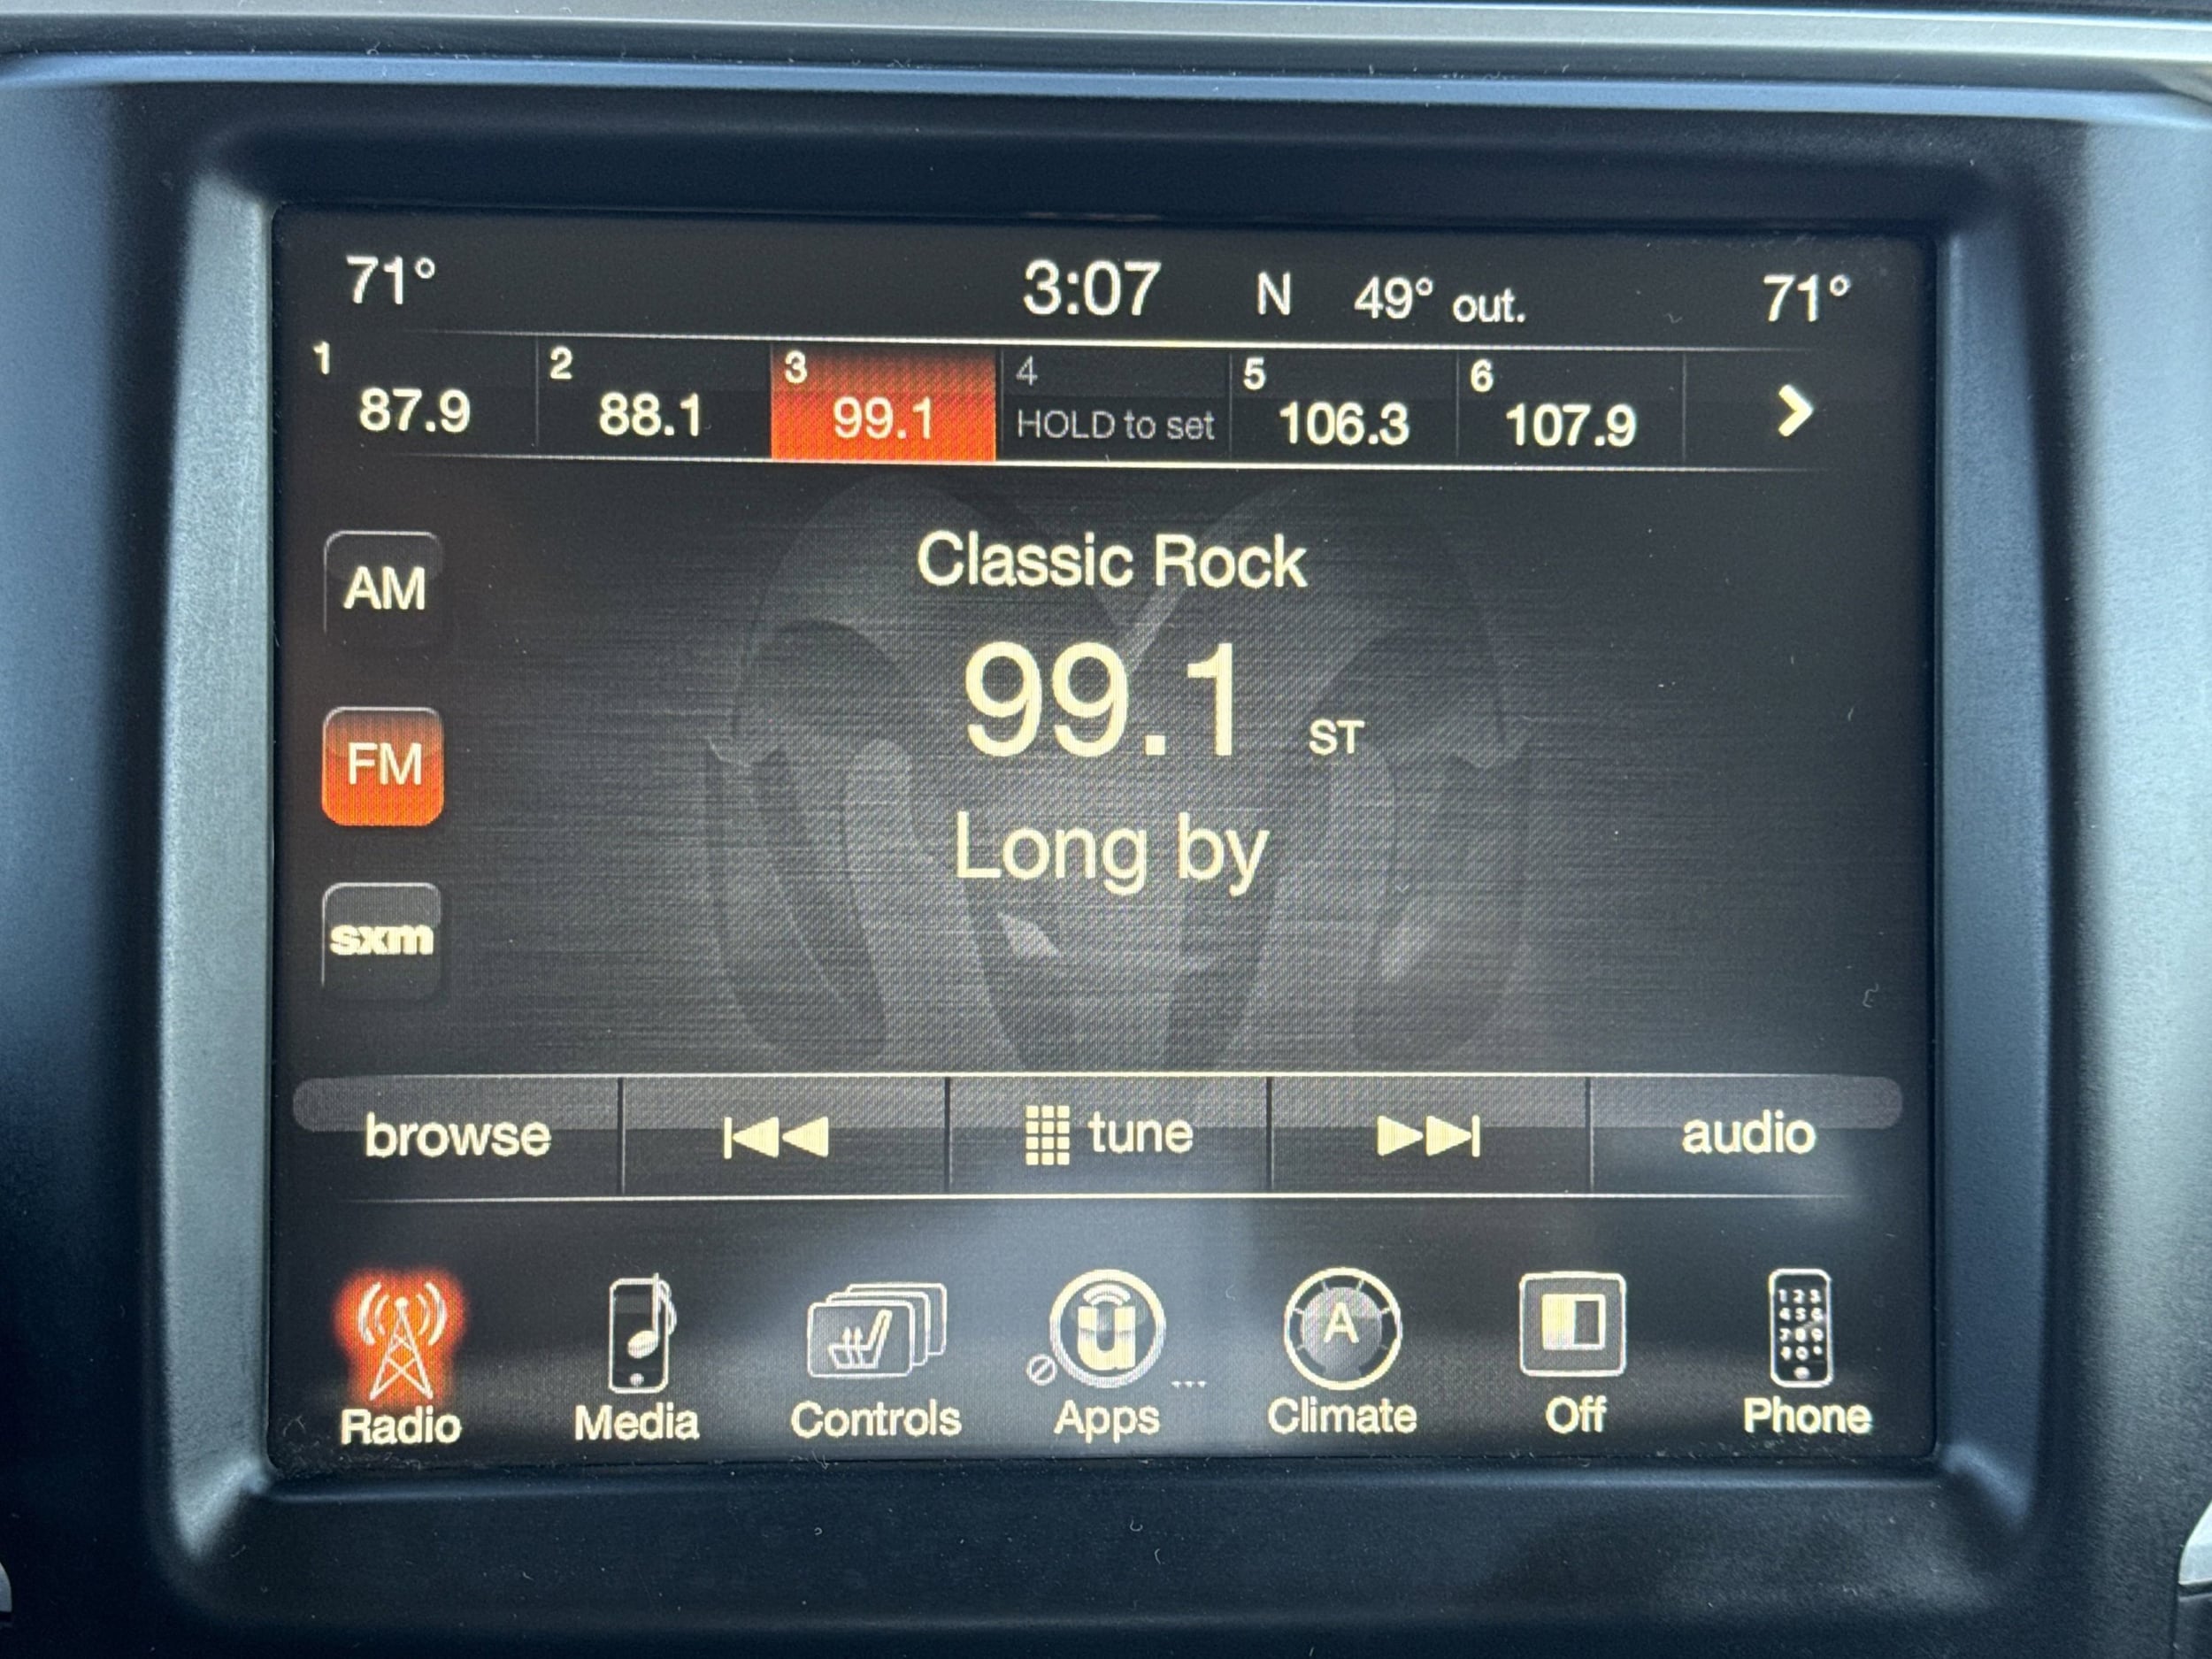 71° 3:07 N 49° out. 71°
1 2 3 4 5 6
87.9 88.1 99.1 HOLD to set 106.3 107.9
Classic Rock
AM
99.1 ST
FM
Long by
sxm
browse tune audio
A
Radio Media Controls Apps ... Climate Off Phone